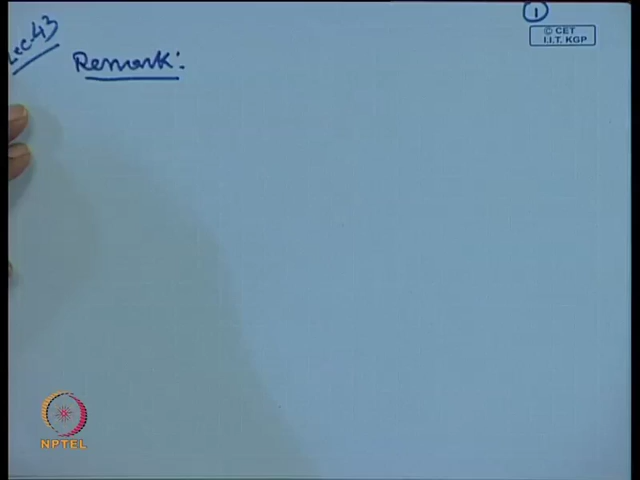 1
© CET
I.I.T. KGP
Lec-43
Remark:
NPTEL